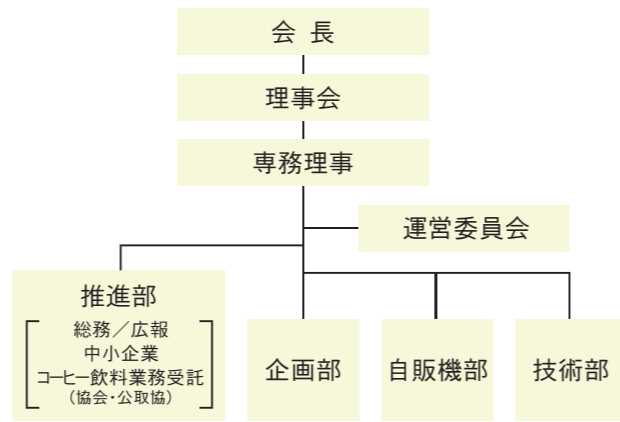 会 長
理事会
専務理事
運営委員会
推進部
総務／広報
中小企業
コーヒー飲料業務受託
（協会・公取協）
企画部
自販機部
技術部